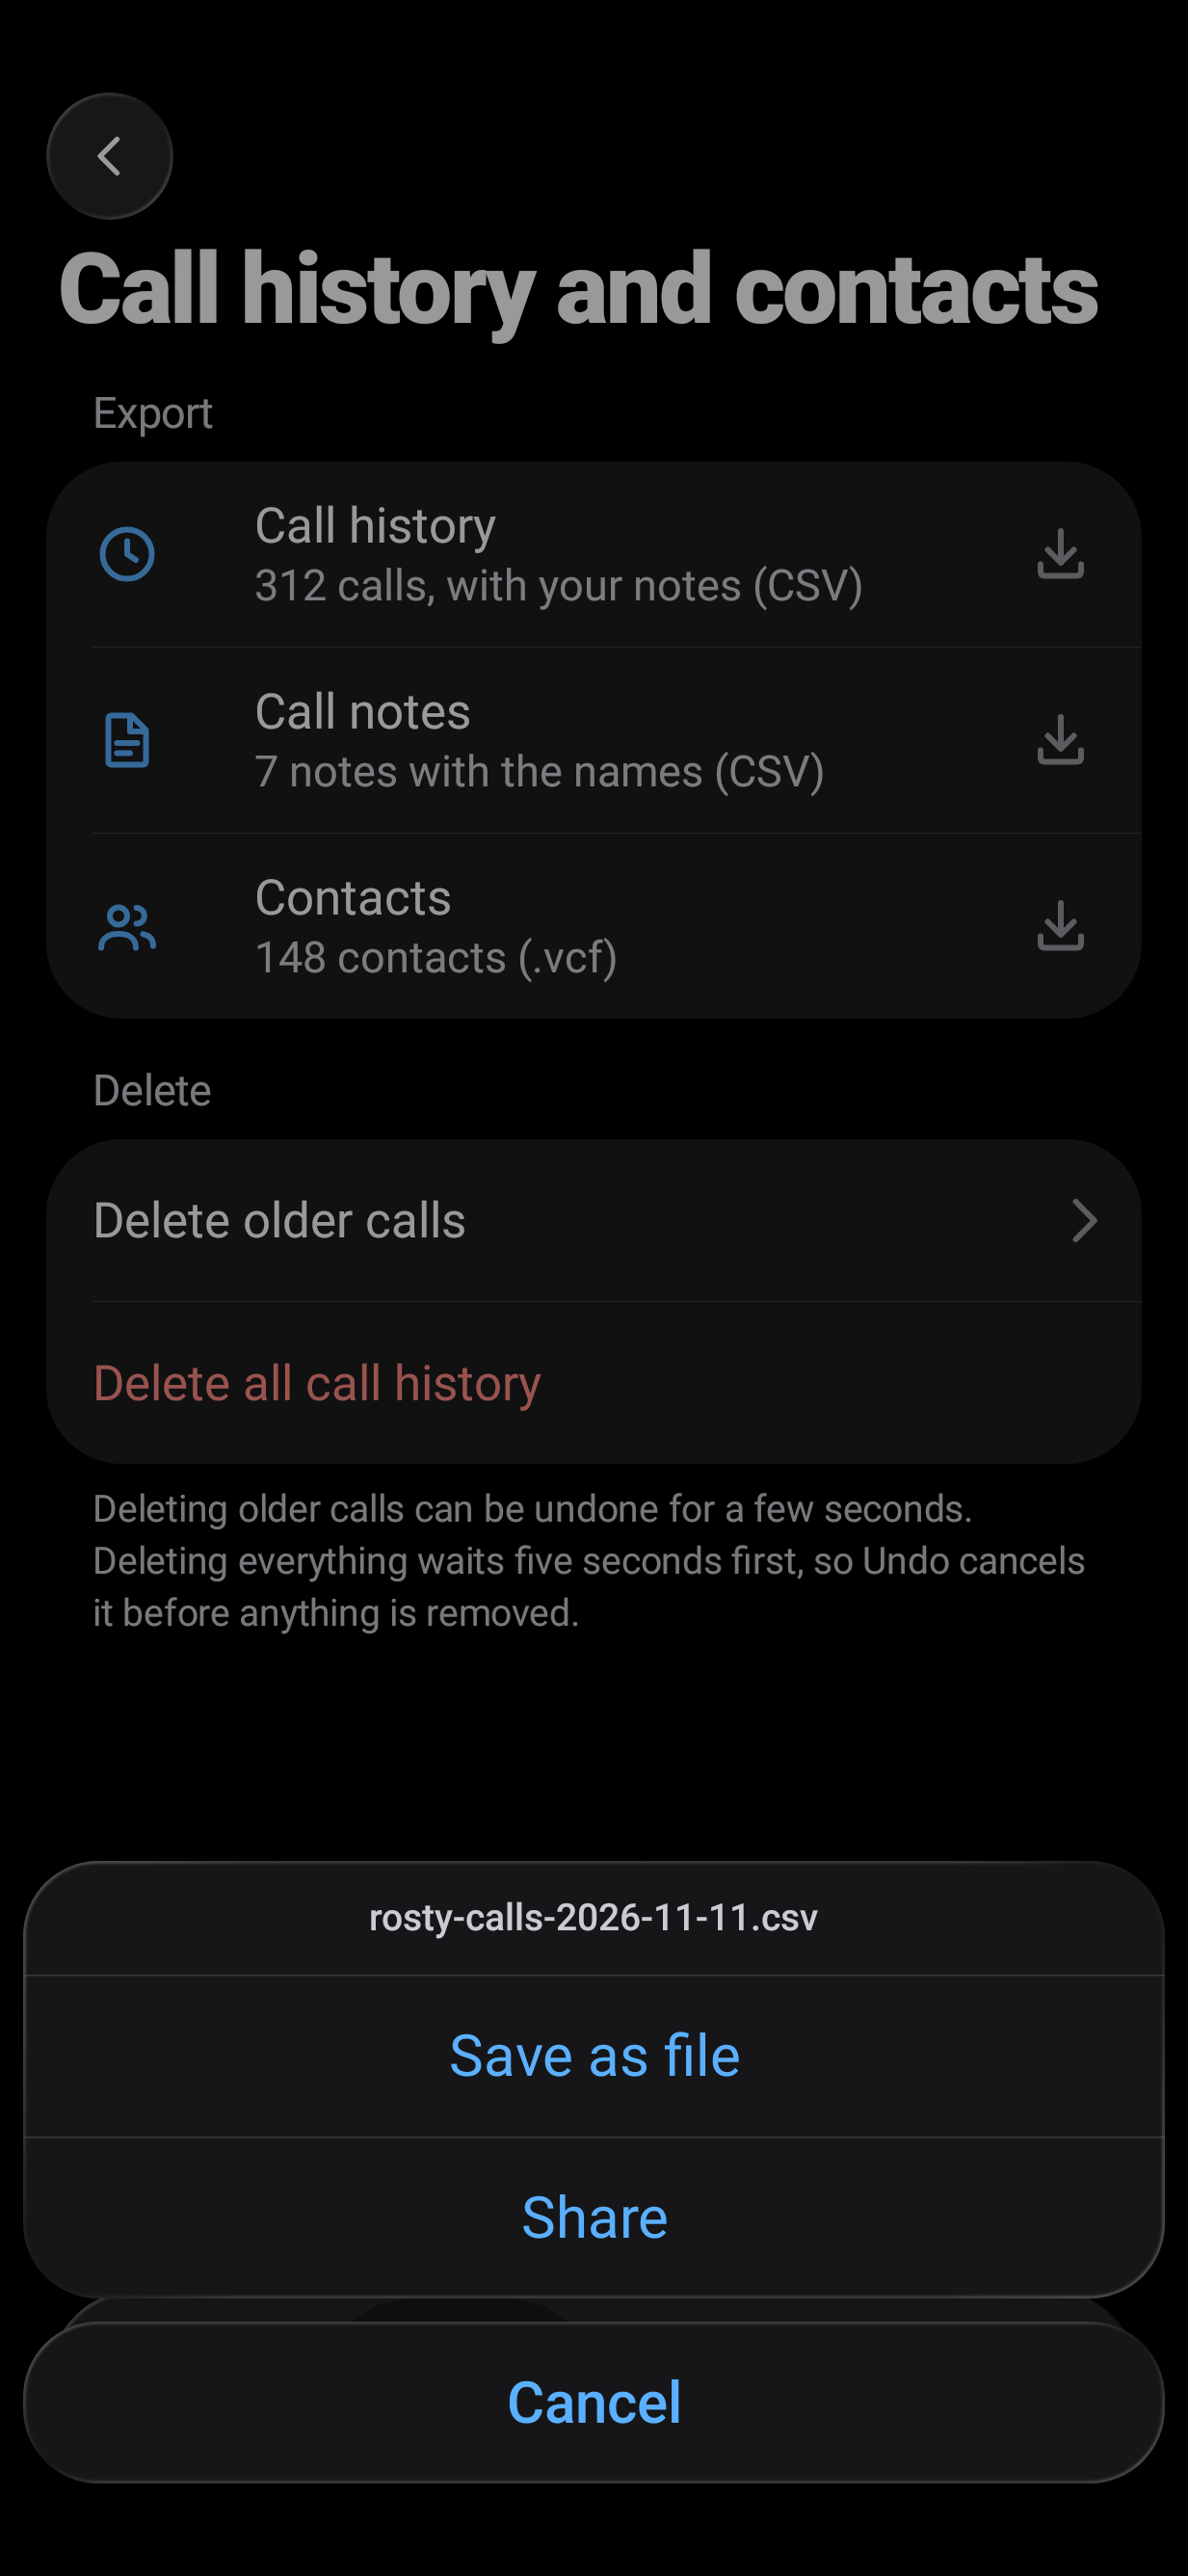 Call history and contacts
Export
Call history
312 calls, with your notes (CSV)
Call notes
7 notes with the names (CSV)
Contacts
148 contacts (.vcf)
Delete
Delete older calls
Delete all call history
Deleting older calls can be undone for a few seconds.
Deleting everything waits five seconds first, so Undo cancels
it before anything is removed.
rosty-calls-2026-11-11.csv
Save as file
Share
Cancel